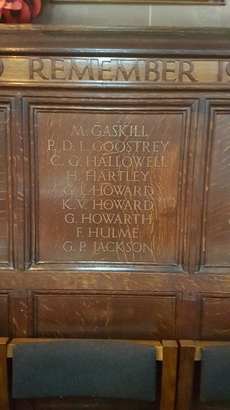 REMEMBER
M. GASKILL
P. D. L. GOOSTREY
C. G. HALLOWELL
H. HARTLEY
G. L. HOWARD
K. V. HOWARD
G. HOWARTH
F. HULME
G. P. JACKSON